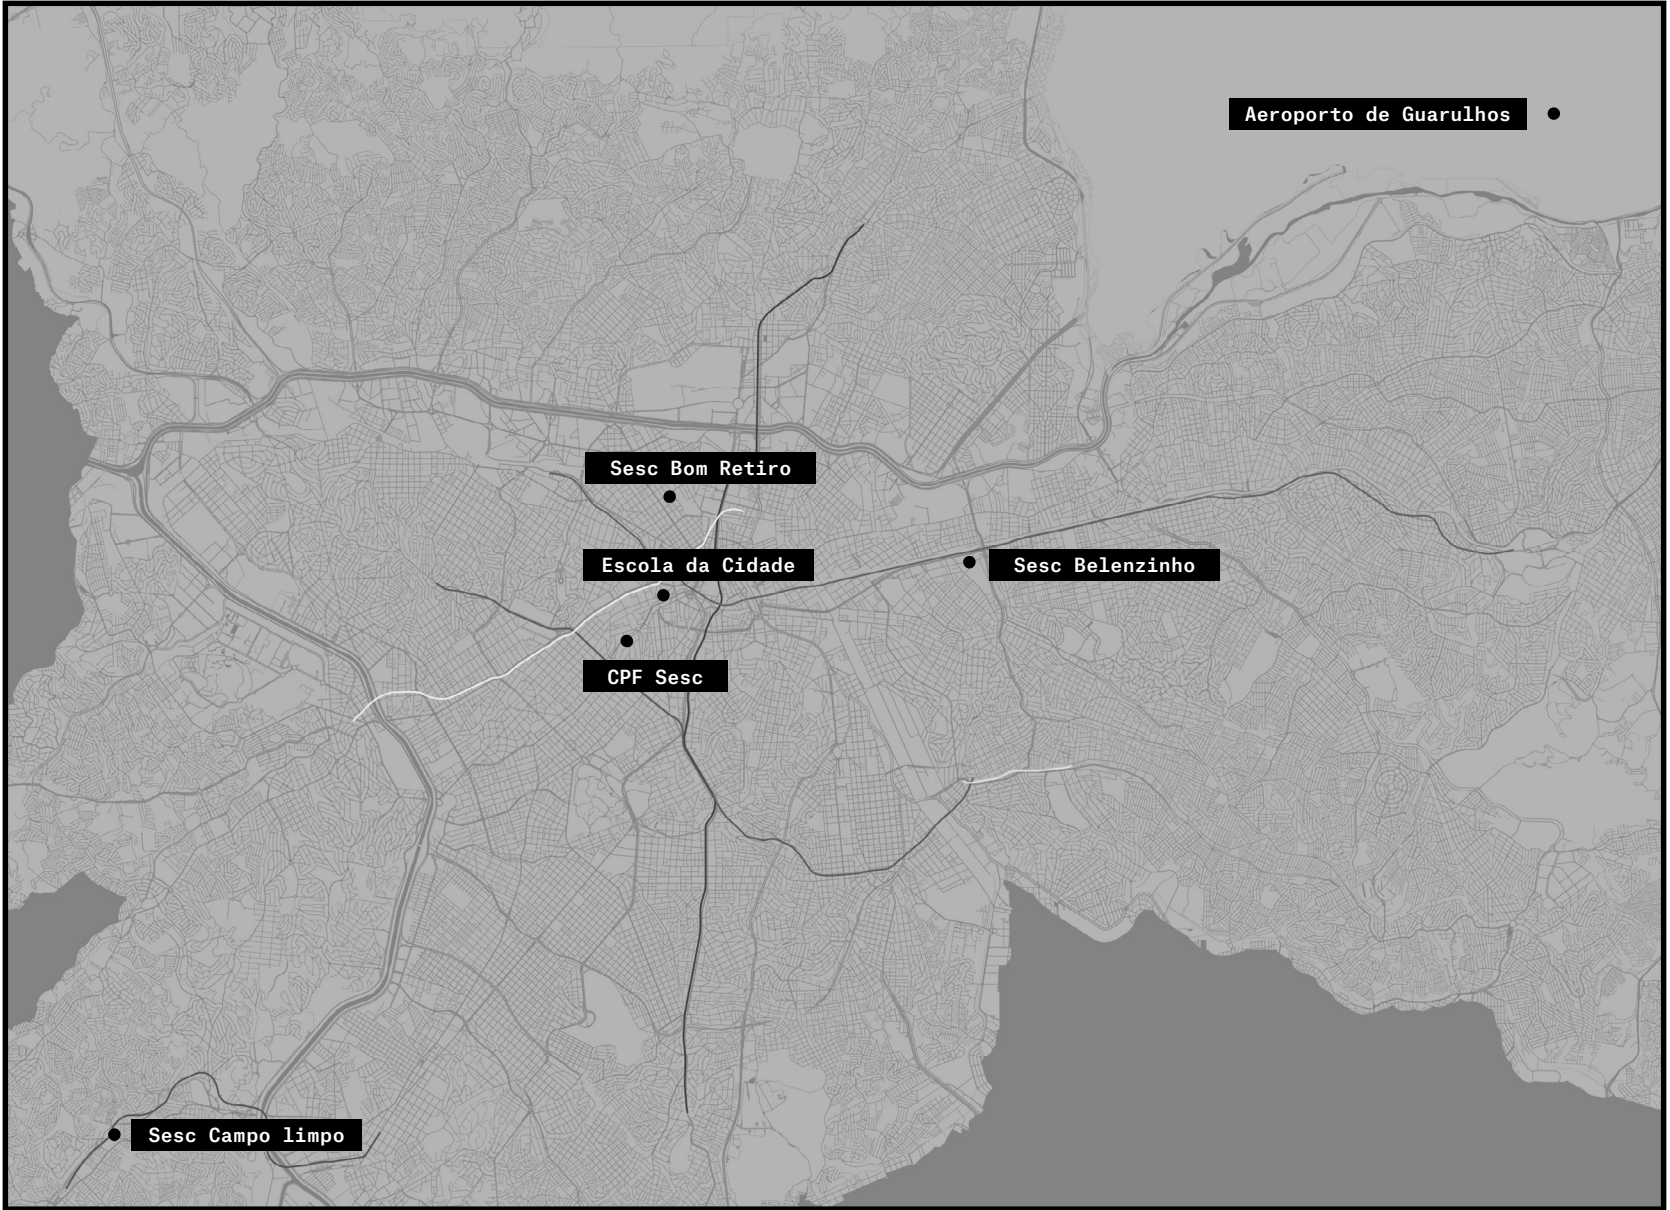 Aeroporto de Guarulhos
Sesc Bom Retiro
Escola da Cidade
Sesc Belenzinho
CPF Sesc
Sesc Campo limpo